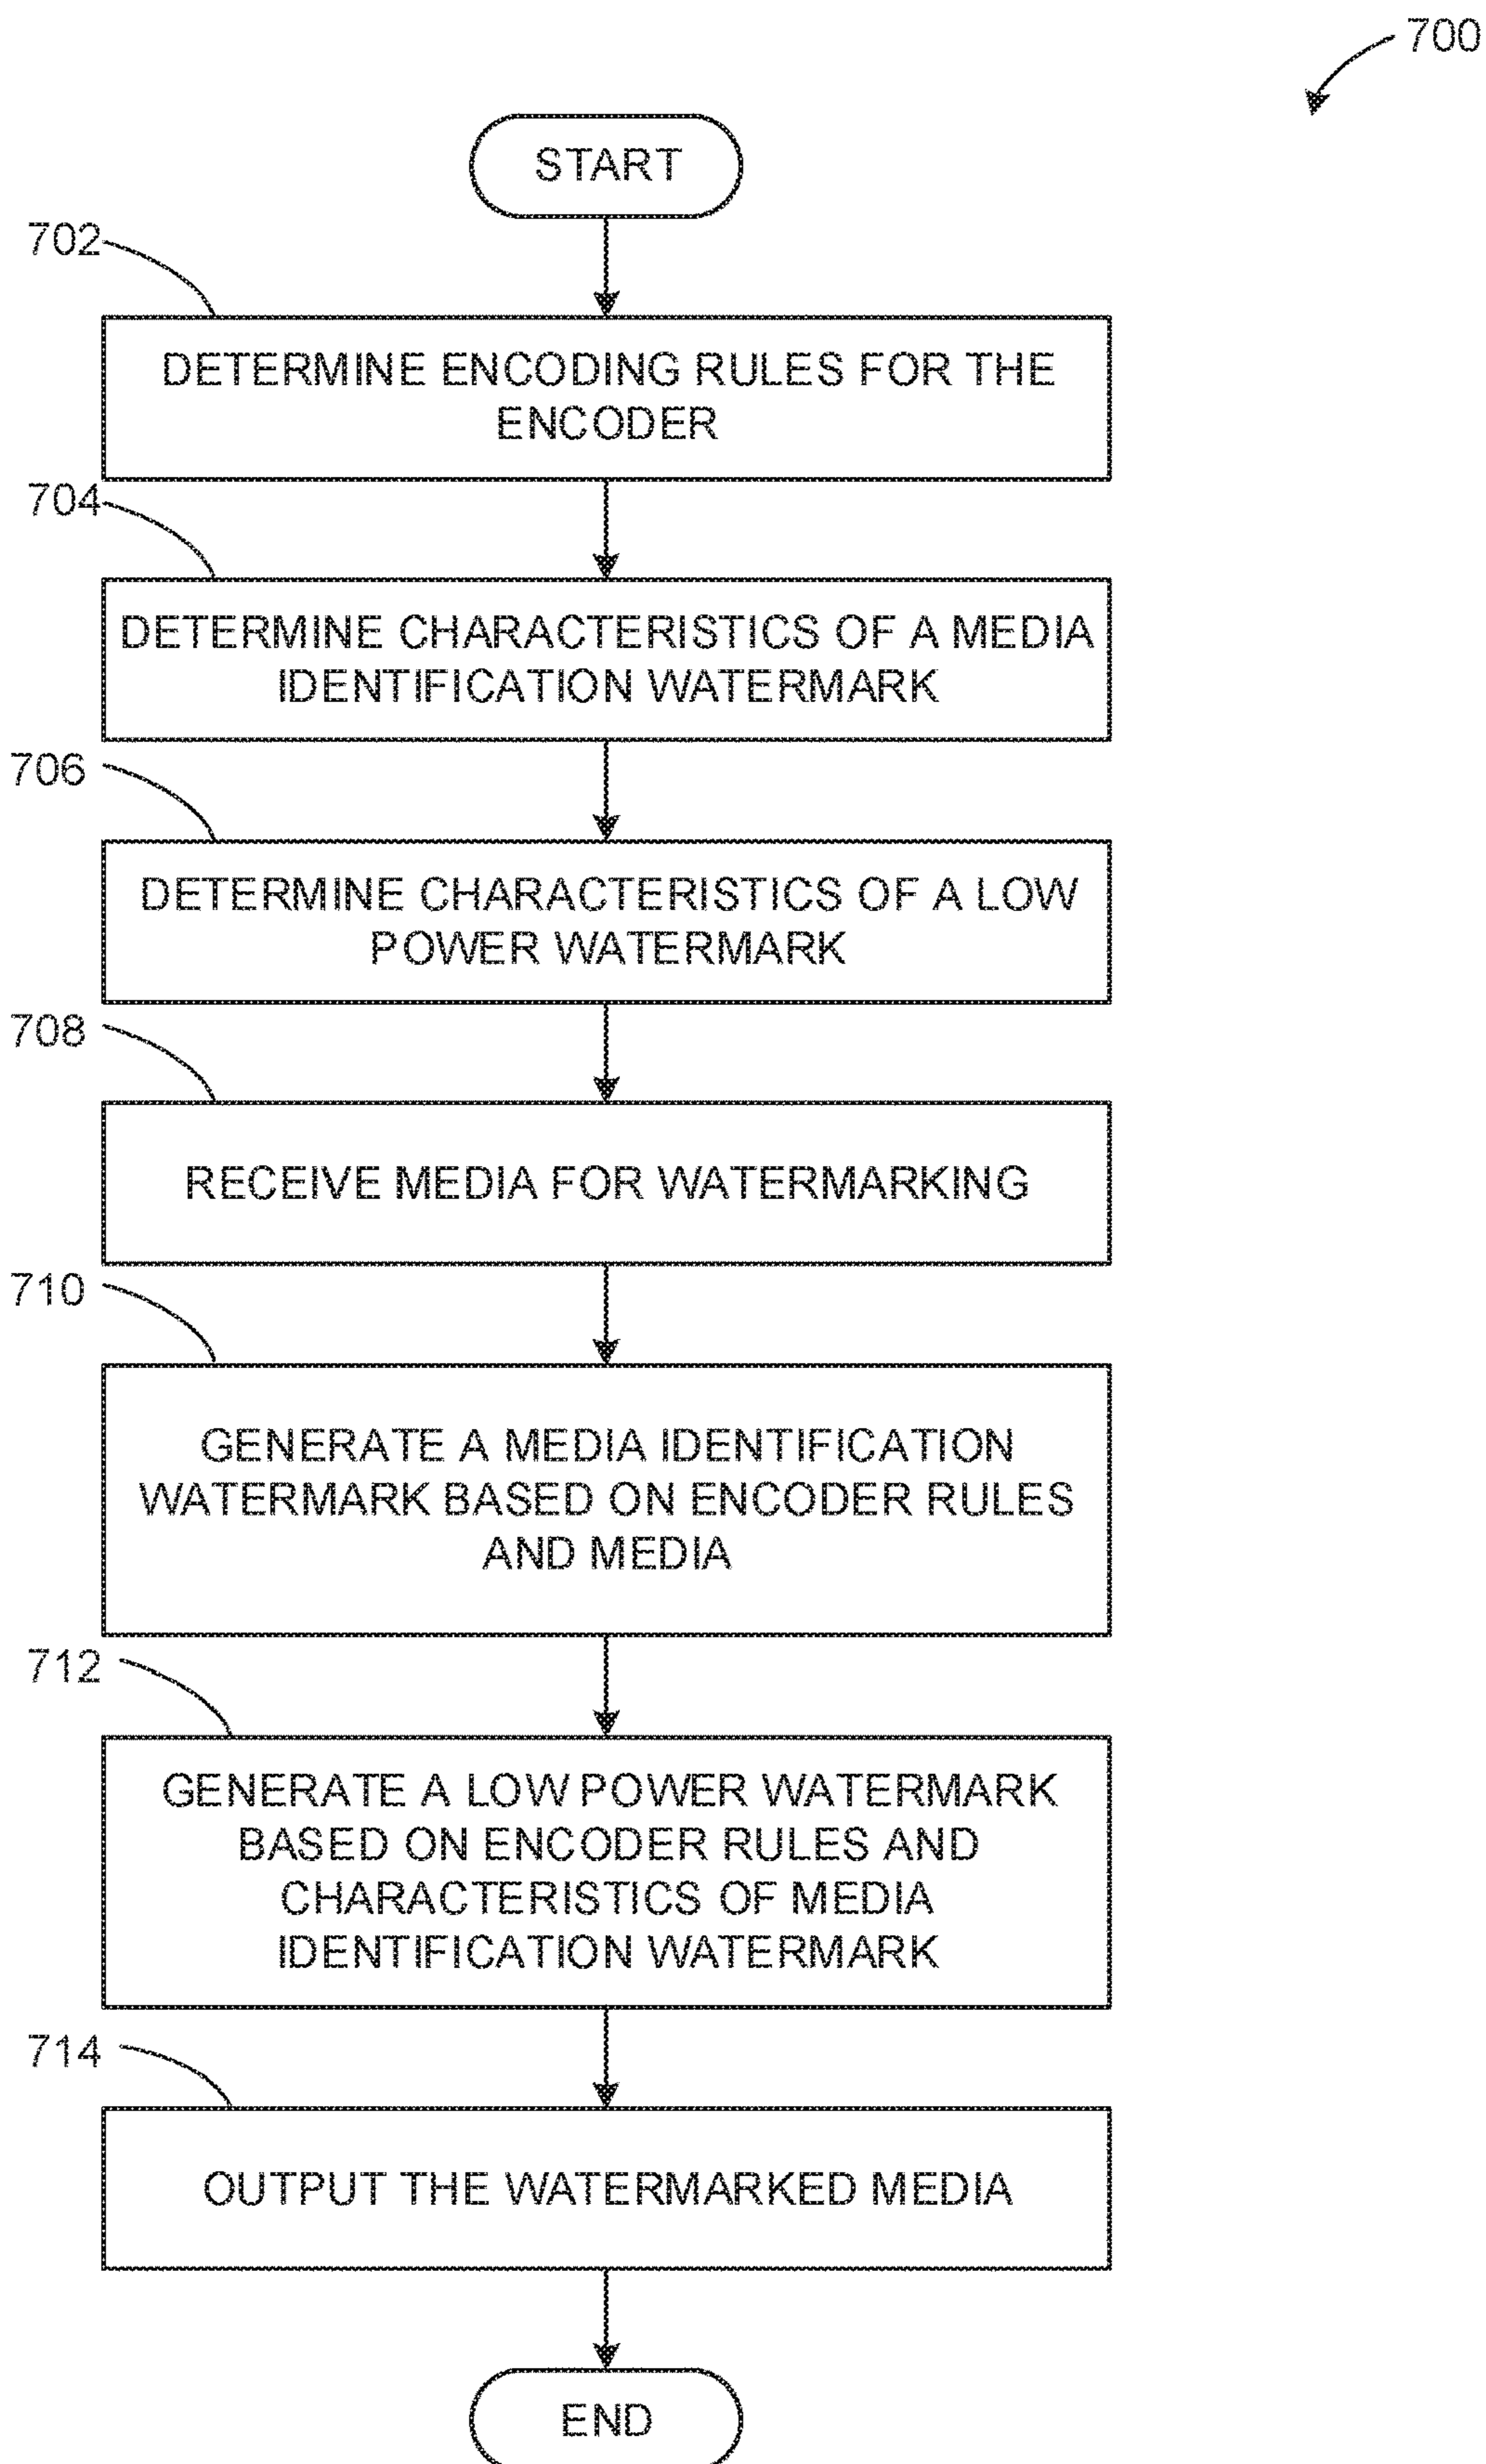 700
START
702
DETERMINE ENCODING RULES FOR THE
ENCODER
704
DETERMINE CHARACTERISTICS OF A MEDIA
IDENTIFICATION WATERMARK
706
DETERMINE CHARACTERISTICS OF A LOW
POWER WATERMARK
708
RECEIVE MEDIA FOR WATERMARKING
710
GENERATE A MEDIA IDENTIFICATION
WATERMARK BASED ON ENCODER RULES
AND MEDIA
712
GENERATE A LOW POWER WATERMARK
BASED ON ENCODER RULES AND
CHARACTERISTICS OF MEDIA
IDENTIFICATION WATERMARK
714
OUTPUT THE WATERMARKED MEDIA
END